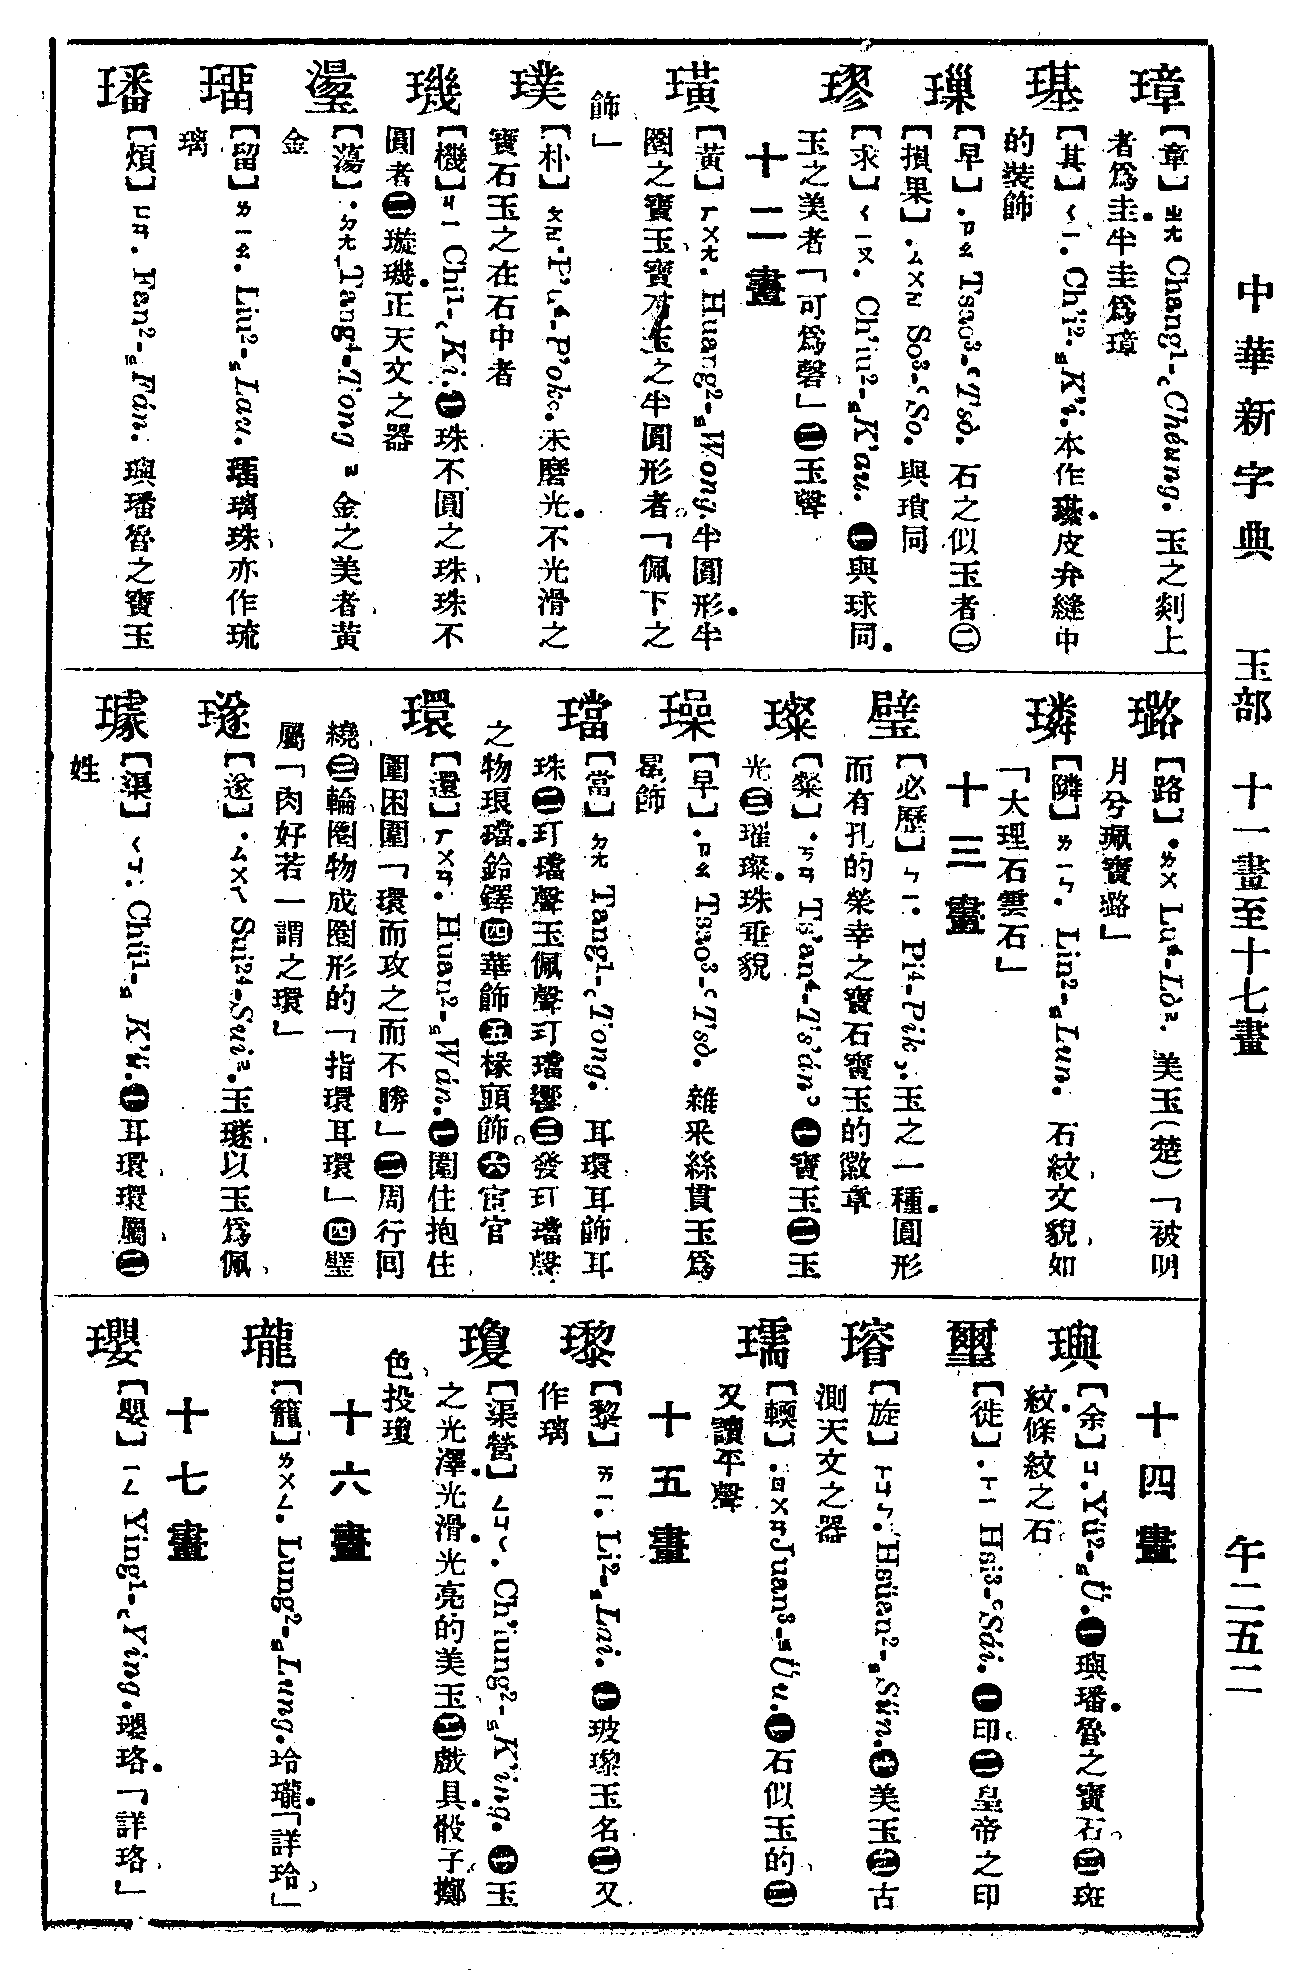 中華新字典　玉部　十一畫至十七畫　午二五二
璋
【章】ㄓㄤ Chang¹-꜀Chéung. 玉之剡上
者爲圭半圭爲璋
璂
【其】ㄑㄧ. Ch'i²-꜁K'i. 本作璂皮弁縫中
的裝飾
璅
【早】.ㄗㄠ Tsao³-꜂Tsò. 石之似玉者㊁
【損果】.ㄙㄨㄛ So³-꜂So. 與瑣同
璆
【求】ㄑㄧㄡ. Ch'iu²-꜁K'au. ㊀與球同
玉之美者「可爲磬」㊁玉聲
十二畫
璜
【黃】ㄏㄨㄤ. Huang²-꜁Wong. 半圓形半
圈之寶玉寶石玉之半圓形者「佩下之
飾」
璞
【朴】ㄆㄛ. P'u⁴-P'ok꜀. 未磨光不光滑之
寶石玉之在石中者
璣
【機】ㄐㄧ Chi¹-꜀Ki. ㊀珠不圓之珠珠不
圓者㊁璇璣正天文之器
璗
【蕩】.ㄉㄤ Tang⁴-Tong꜅ 金之美者黃
金
瑠
【留】ㄌㄧㄠ. Liu²-꜁Lau. 瑠璃珠亦作琉
璃
璠
【煩】ㄈㄢ. Fan²-꜁Fán. 璵璠魯之寶玉
璐
【路】.ㄌㄨ Lu⁴-Lò꜅. 美玉（楚）「被明
月兮珮寶璐」
璘
【隣】ㄌㄧㄣ. Lin²-꜁Lun. 石紋文貌如
「大理石雲石」
十三畫
璧
【必歷】ㄅㄧ. Pi⁴-Pik꜆. 玉之一種圓形
而有孔的榮幸之寶石寶玉的徽章
璨
【粲】.ㄘㄢ Ts'an⁴-Ts'án꜄ ㊀寶玉㊁玉
光㊂璀璨珠垂貌
璪
【早】.ㄗㄠ Tsao³-꜂Tsò. 雜釆絲貫玉爲
冕飾
璫
【當】ㄉㄤ Tang¹-꜀Tong. 耳環耳飾耳
珠㊁玎璫聲玉佩聲玎璫響㊂發玎璫聲
之物琅璫鈴鐸㊃華飾㊄椽頭飾㊅宦官
環
【還】ㄏㄨㄢ. Huan²-꜁Wán. ㊀圍住抱住
圍困圍「環而攻之而不勝」㊁周行回
繞㊂輪圈物成圈形的「指環耳環」㊃璧
屬「肉好若一謂之環」
璲
【遂】.ㄙㄨㄟ Sui²⁴-Sui꜅. 玉璲以玉爲佩
璩
【渠】ㄑㄩ. Chü¹-꜁K'ü. ㊀耳環環屬㊁
姓
十四畫
璵
【余】ㄩ. Yü²-꜁Ü. ㊀璵璠魯之寶石㊁斑
紋條紋之石
璽
【徙】.ㄒㄧ Hsi³-꜂Sái. ㊀印㊁皇帝之印
璿
【旋】ㄒㄩㄢ. Hsüan²-꜁Sün. ㊀美玉㊁古
測天文之器
瓀
【輭】.ㄖㄨㄢ Juan³-꜃Üu. ㊀石似玉的㊁
又讀平聲
十五畫
瓈
【黎】ㄌㄧ. Li²-꜁Lai. ㊀玻瓈玉名㊁又
作璃
瓊
【渠營】ㄑㄩㄥ. Ch'iung²-꜁K'ing. ㊀玉
之光澤光滑光亮的美玉㊁戲具骰子擲
色投瓊
十六畫
瓏
【籠】ㄌㄨㄥ. Lung²-꜁Lung. 玲瓏「詳玲」
十七畫
瓔
【嬰】ㄧㄥ Ying¹-꜀Ying. 瓔珞「詳珞」